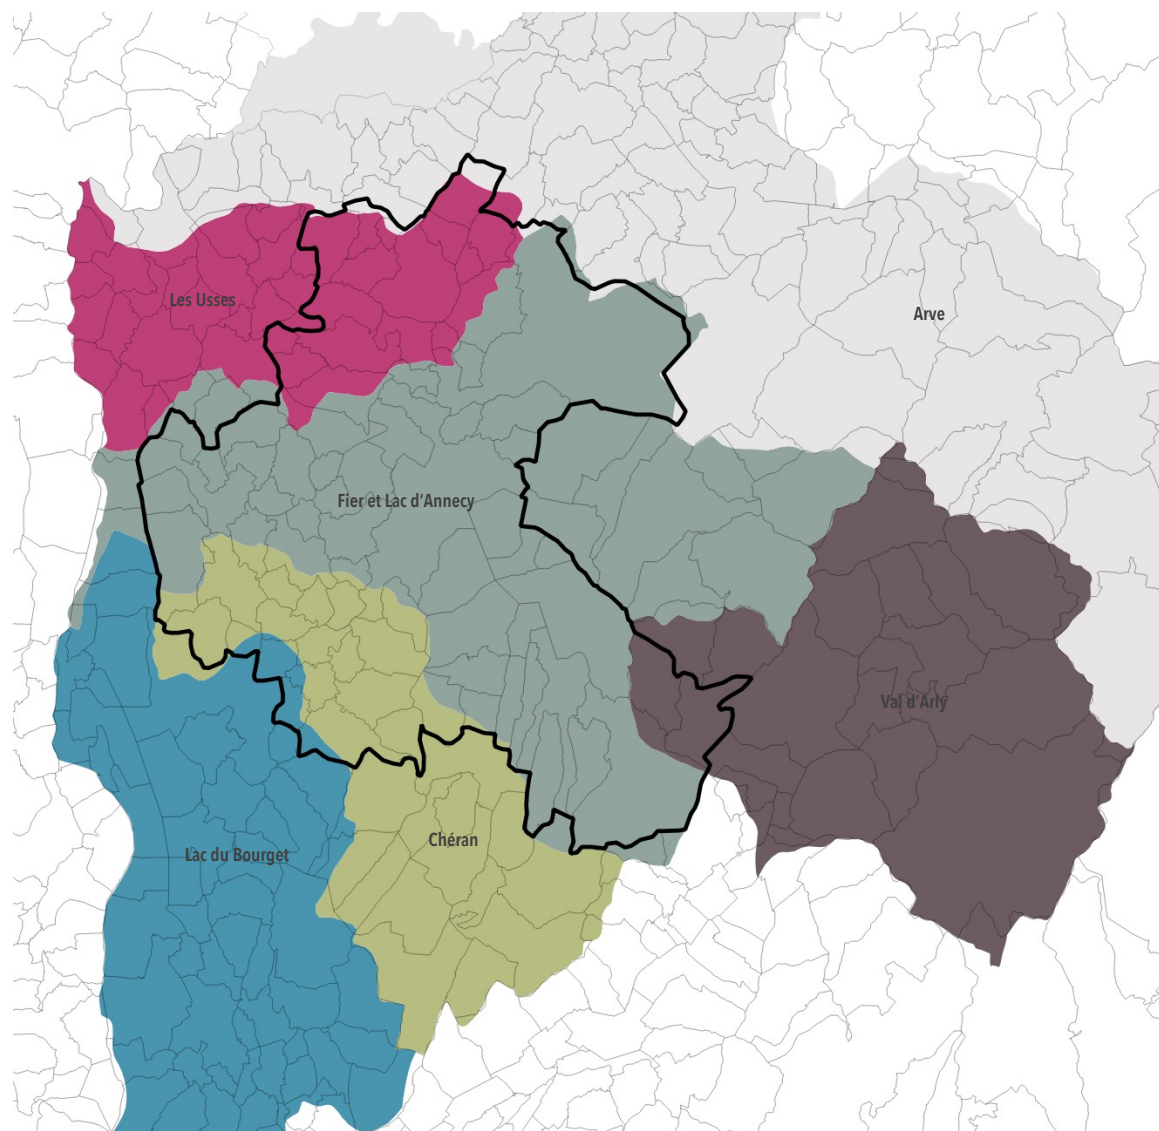 Les Usses
Arve
Fier et Lac d'Annecy
Val d'Arly
Chéran
Lac du Bourget